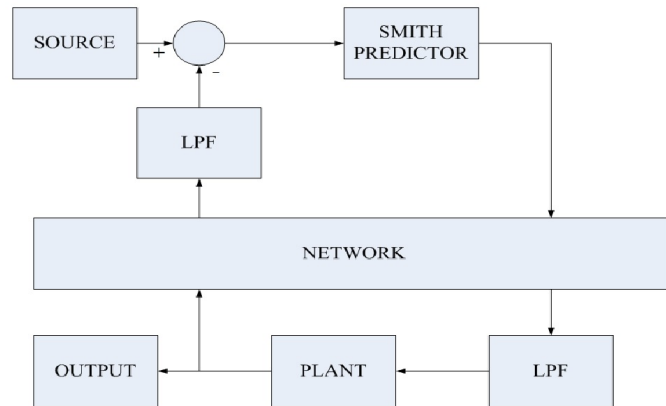 SOURCE
+
-
SMITH
PREDICTOR
LPF
NETWORK
OUTPUT
PLANT
LPF